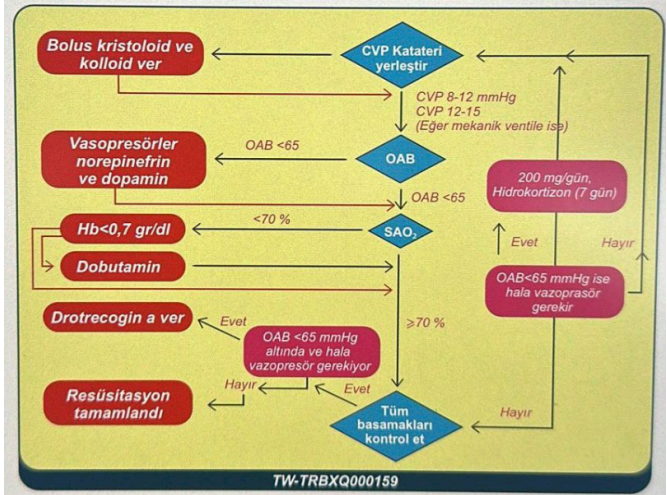 Bolus kristoloid ve
kolloid ver
CVP Katateri
yerleştir
CVP 8-12 mmHg
CVP 12-15
(Eğer mekanik ventile ise)
Vasopresörler
norepinefrin
ve dopamin
OAB <65
OAB
200 mg/gün,
Hidrokortizon (7 gün)
OAB <65
Hb<0,7 gr/dl
<70 %
SAO₂
Evet
Hayır
Dobutamin
OAB<65 mmHg ise
hala vazoprasör
gerekir
Drotrecogin a ver
Evet
OAB <65 mmHg
altında ve hala
vazopresör gerekiyor
⩾70 %
Hayır
Evet
Resüsitasyon
tamamlandı
Tüm
basamakları
kontrol et
Hayır
TW-TRBXQ000159